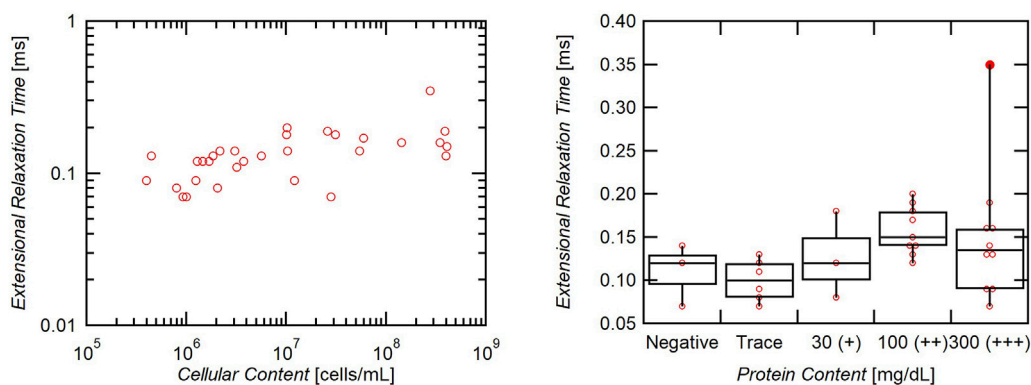 1
0.1
0.01
Extensional Relaxation Time [ms]
10^5 10^6 10^7 10^8 10^9
Cellular Content [cells/mL]
0.40
0.35
0.30
0.25
0.20
0.15
0.10
0.05
Extensional Relaxation Time [ms]
Negative Trace 30 (+) 100 (++) 300 (+++)
Protein Content [mg/dL]